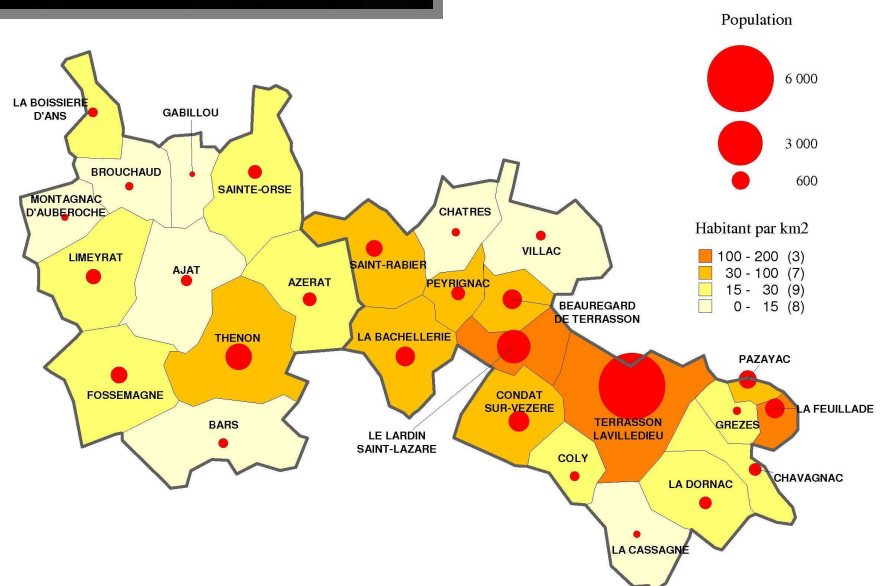 Population
6 000
3 000
600
Habitant par km2
100 - 200 (3)
30 - 100 (7)
15 - 30 (9)
0 - 15 (8)
LA BOISSIERE
D'ANS
GABILLOU
BROUCHAUD
SAINTE-ORSE
MONTAGNAC
D'AUBEROCHE
CHATRES
VILLAC
LIMEYRAT
AJAT
SAINT-RABIER
AZERAT
PEYRIGNAC
BEAUREGARD
DE TERRASSON
THENON
LA BACHELLERIE
PAZAYAC
FOSSEMAGNE
CONDAT
SUR-VEZERE
LA FEUILLADE
BARS
LE LARDIN
SAINT-LAZARE
TERRASSON
LAVILLEDIEU
GREZES
COLY
CHAVAGNAC
LA DORNAC
LA CASSAGNE